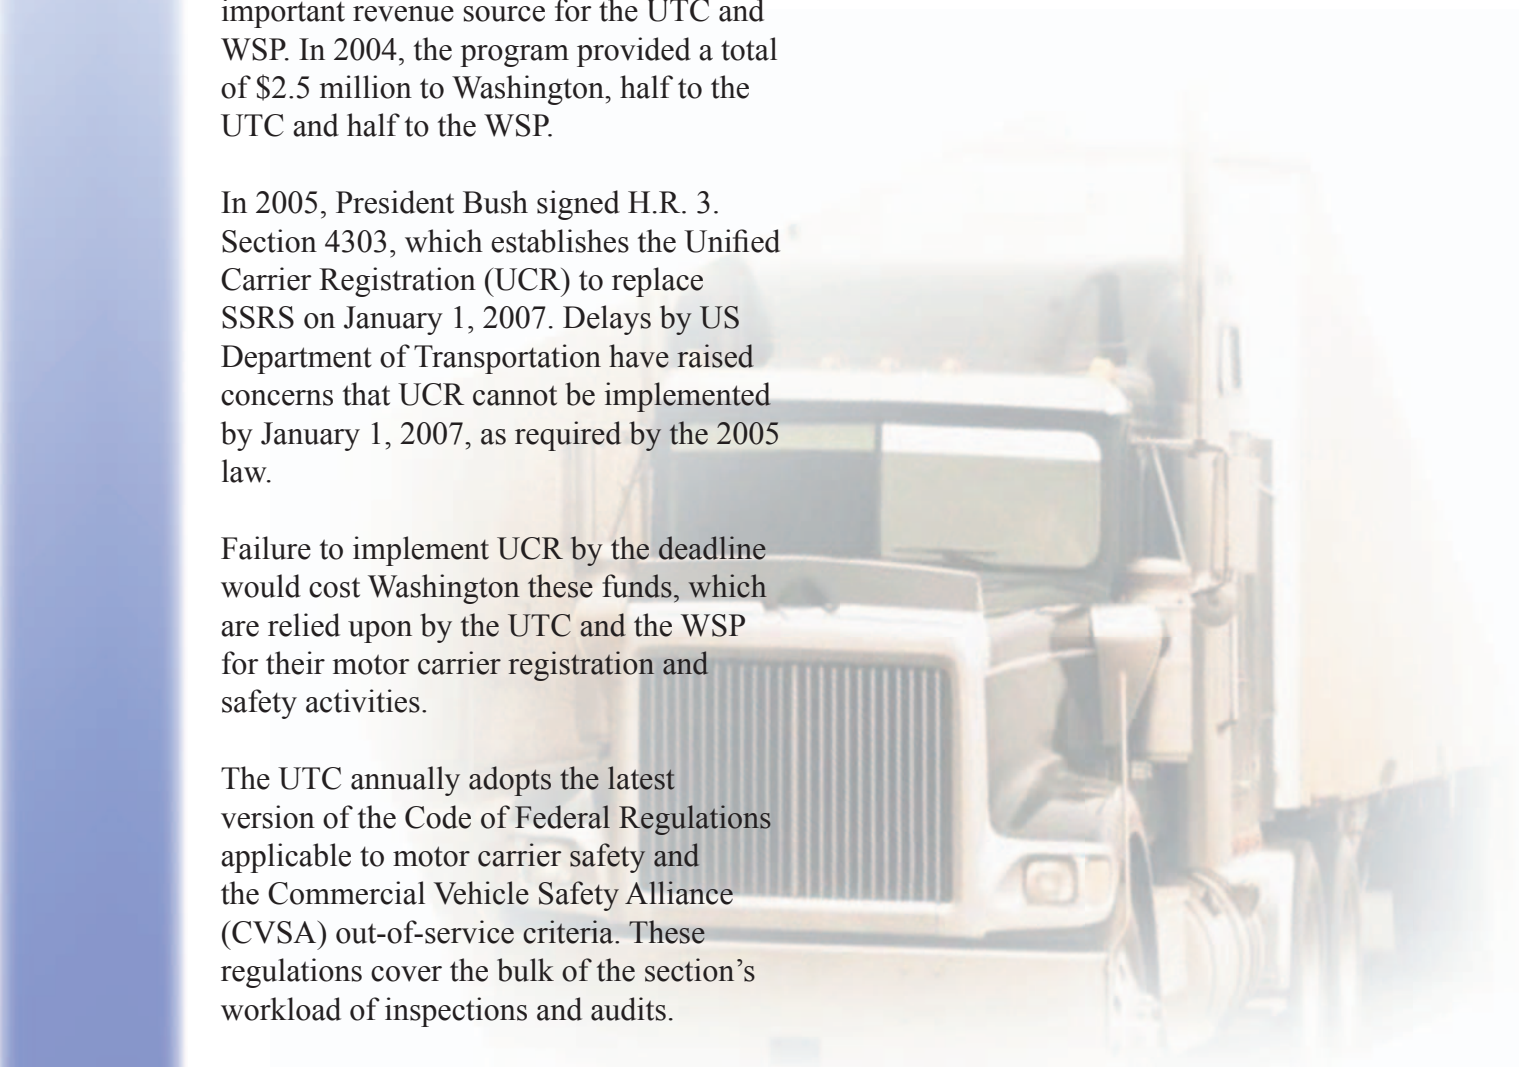 important revenue source for the UTC and
WSP. In 2004, the program provided a total
of $2.5 million to Washington, half to the
UTC and half to the WSP.
In 2005, President Bush signed H.R. 3.
Section 4303, which establishes the Unified
Carrier Registration (UCR) to replace
SSRS on January 1, 2007. Delays by US
Department of Transportation have raised
concerns that UCR cannot be implemented
by January 1, 2007, as required by the 2005
law.
Failure to implement UCR by the deadline
would cost Washington these funds, which
are relied upon by the UTC and the WSP
for their motor carrier registration and
safety activities.
The UTC annually adopts the latest
version of the Code of Federal Regulations
applicable to motor carrier safety and
the Commercial Vehicle Safety Alliance
(CVSA) out-of-service criteria. These
regulations cover the bulk of the section’s
workload of inspections and audits.